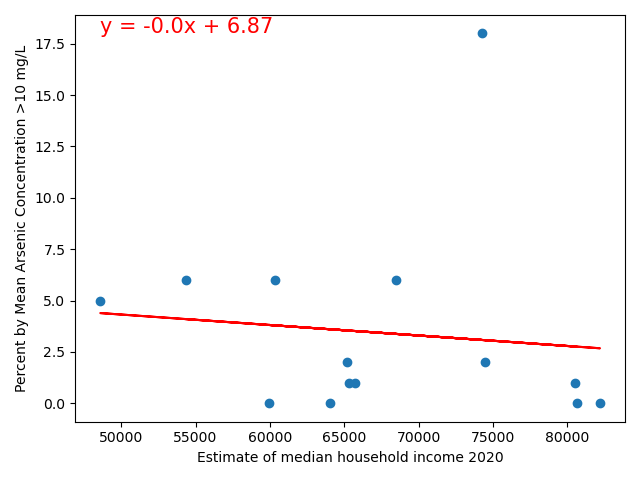 y = -0.0x + 6.87
Percent by Mean Arsenic Concentration >10 mg/L
17.5
15.0
12.5
10.0
7.5
5.0
2.5
0.0
50000 55000 60000 65000 70000 75000 80000
Estimate of median household income 2020